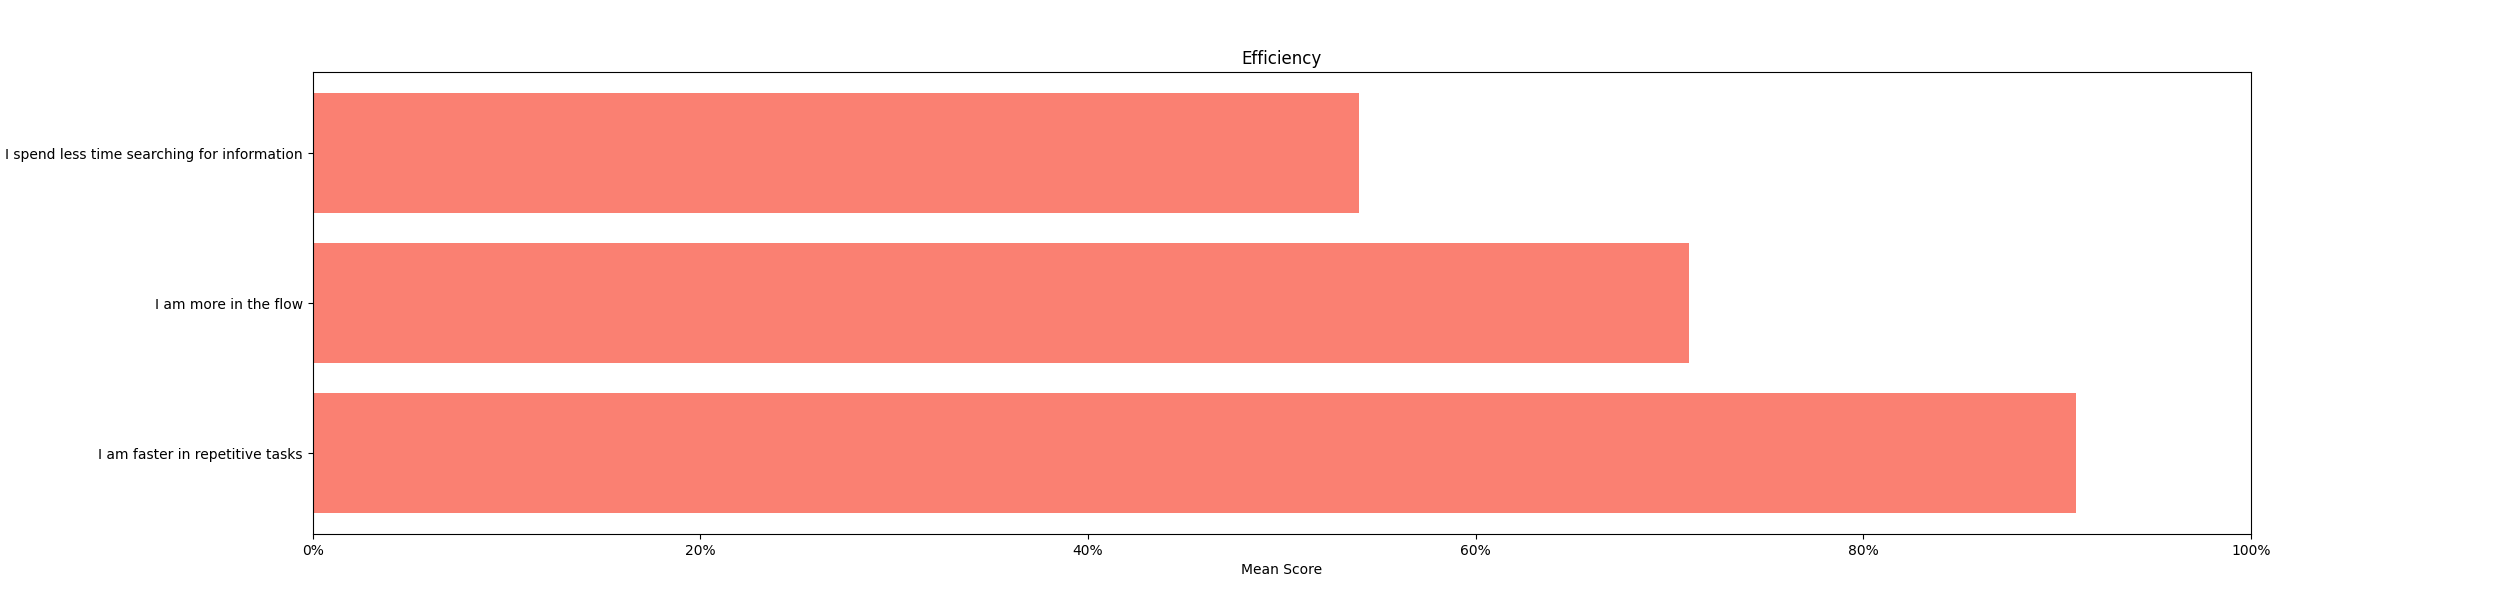 Efficiency
I spend less time searching for information
I am more in the flow
I am faster in repetitive tasks
0% 20% 40% 60% 80% 100%
Mean Score